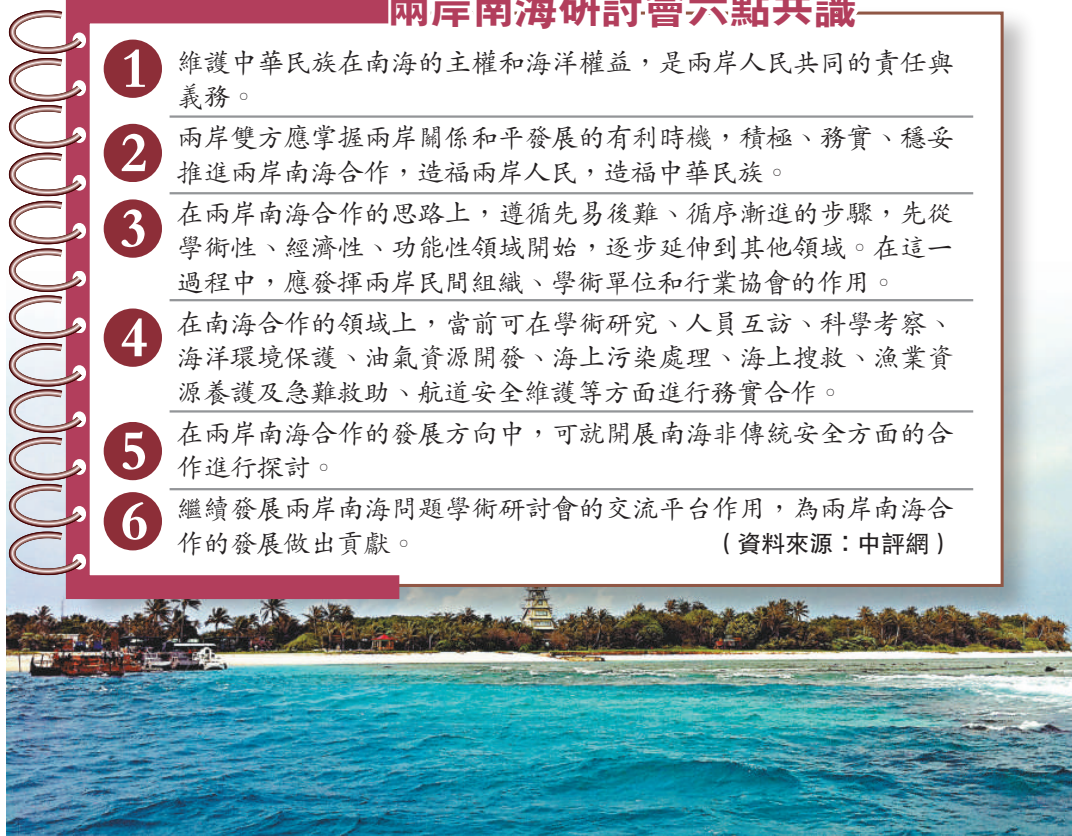 兩岸南海研討會六點共識
1
維護中華民族在南海的主權和海洋權益，是兩岸人民共同的責任與
義務。
2
兩岸雙方應掌握兩岸關係和平發展的有利時機，積極、務實、穩妥
推進兩岸南海合作，造福兩岸人民，造福中華民族。
3
在兩岸南海合作的思路上，遵循先易後難、循序漸進的步驟，先從
學術性、經濟性、功能性領域開始，逐步延伸到其他領域。在這一
過程中，應發揮兩岸民間組織、學術單位和行業協會的作用。
4
在南海合作的領域上，當前可在學術研究、人員互訪、科學考察、
海洋環境保護、油氣資源開發、海上污染處理、海上搜救、漁業資
源養護及急難救助、航道安全維護等方面進行務實合作。
5
在兩岸南海合作的發展方向中，可就開展南海非傳統安全方面的合
作進行探討。
6
繼續發展兩岸南海問題學術研討會的交流平台作用，為兩岸南海合
作的發展做出貢獻。（資料來源：中評網）